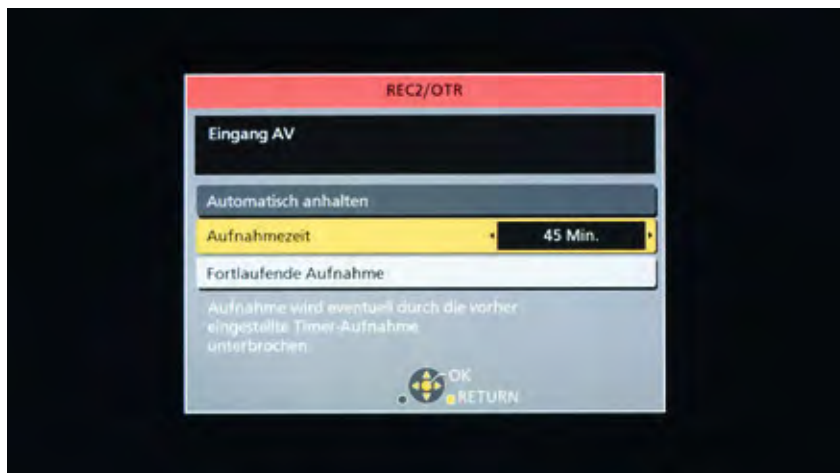 REC2/OTR
Eingang AV
Automatisch anhalten
Aufnahmezeit 45 Min.
Fortlaufende Aufnahme
Aufnahme wird eventuell durch die vorher
eingestellte Timer-Aufnahme
unterbrochen
OK
RETURN